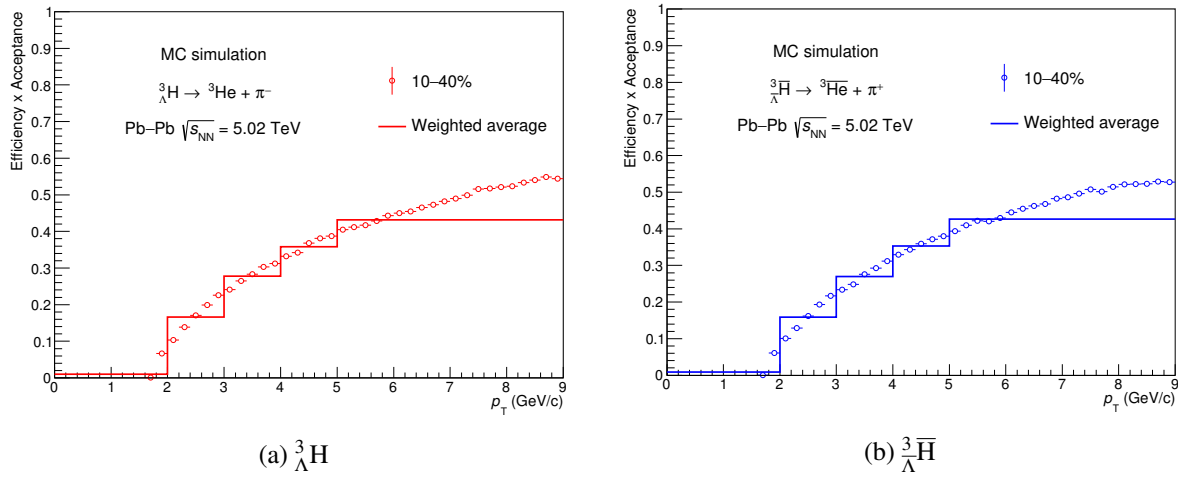 Efficiency x Acceptance
1
0.9
0.8
0.7
0.6
0.5
0.4
0.3
0.2
0.1
0
MC simulation
³ΛH → ³He + π⁻
Pb–Pb √sNN = 5.02 TeV
10–40%
Weighted average
0 1 2 3 4 5 6 7 8 9
pT (GeV/c)
(a) ³ΛH
Efficiency x Acceptance
1
0.9
0.8
0.7
0.6
0.5
0.4
0.3
0.2
0.1
0
MC simulation
³Λ̅H̅ → ³H̅e̅ + π⁺
Pb–Pb √sNN = 5.02 TeV
10–40%
Weighted average
0 1 2 3 4 5 6 7 8 9
pT (GeV/c)
(b) ³Λ̅H̅